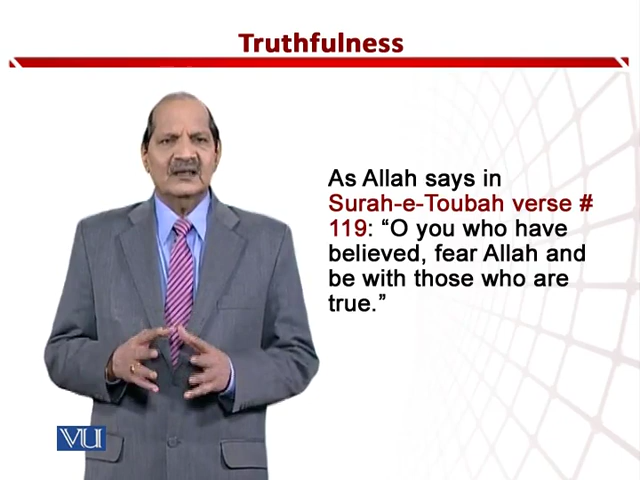 Truthfulness
As Allah says in
Surah-e-Toubah verse #
119: “O you who have
believed, fear Allah and
be with those who are
true.”
VU